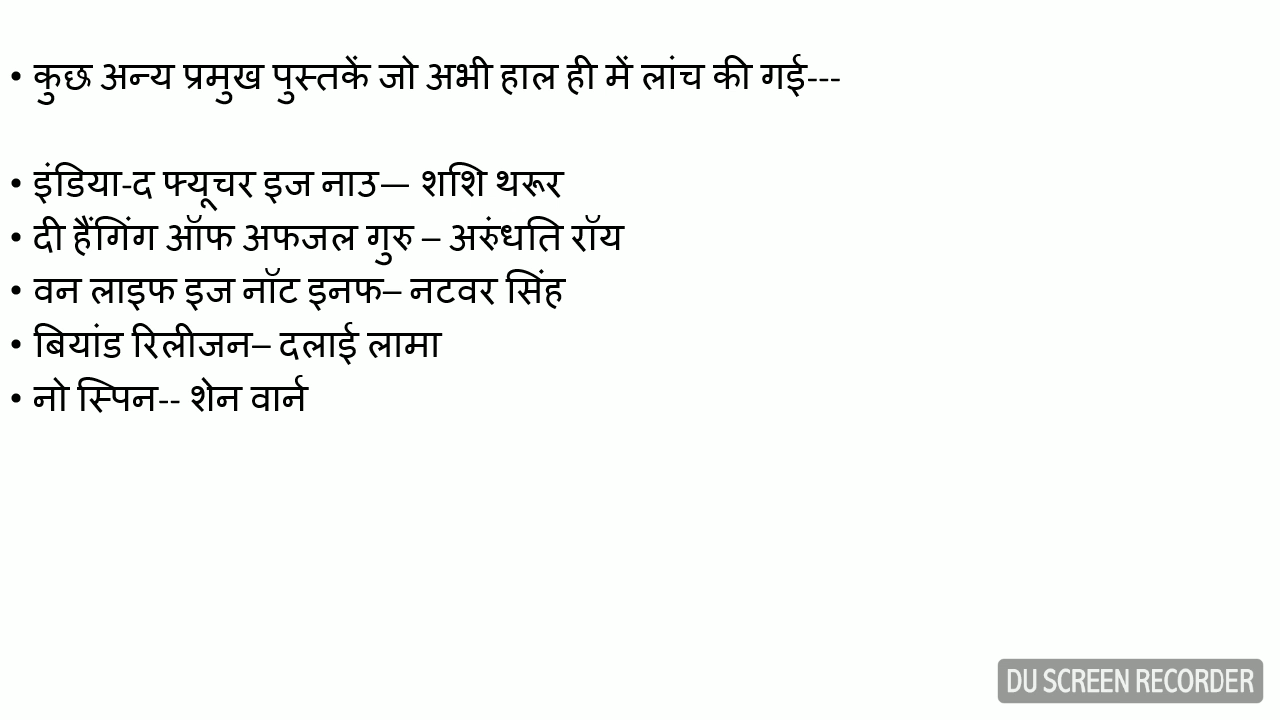 • कुछ अन्य प्रमुख पुस्तकें जो अभी हाल ही में लांच की गई---
• इंडिया-द फ्यूचर इज नाउ— शशि थरूर
• दी हैंगिंग ऑफ अफजल गुरु – अरुंधति रॉय
• वन लाइफ इज नॉट इनफ– नटवर सिंह
• बियांड रिलीजन– दलाई लामा
• नो स्पिन-- शेन वार्न
DU SCREEN RECORDER